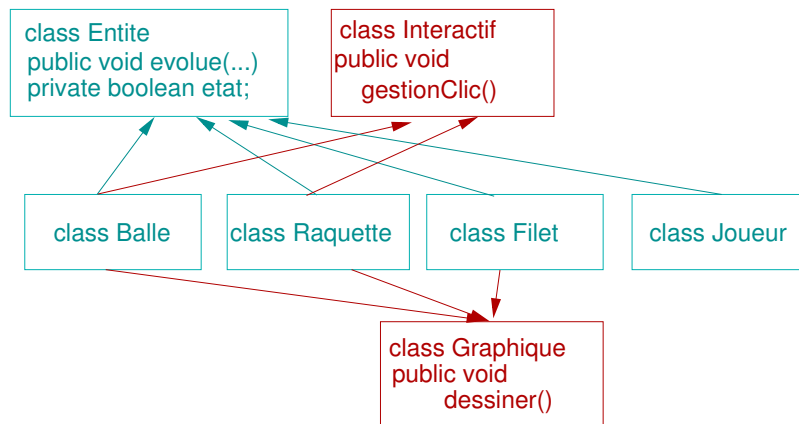 class Entite
public void evolue(...)
private boolean etat;
class Interactif
public void
gestionClic()
class Balle
class Raquette
class Filet
class Joueur
class Graphique
public void
dessiner()